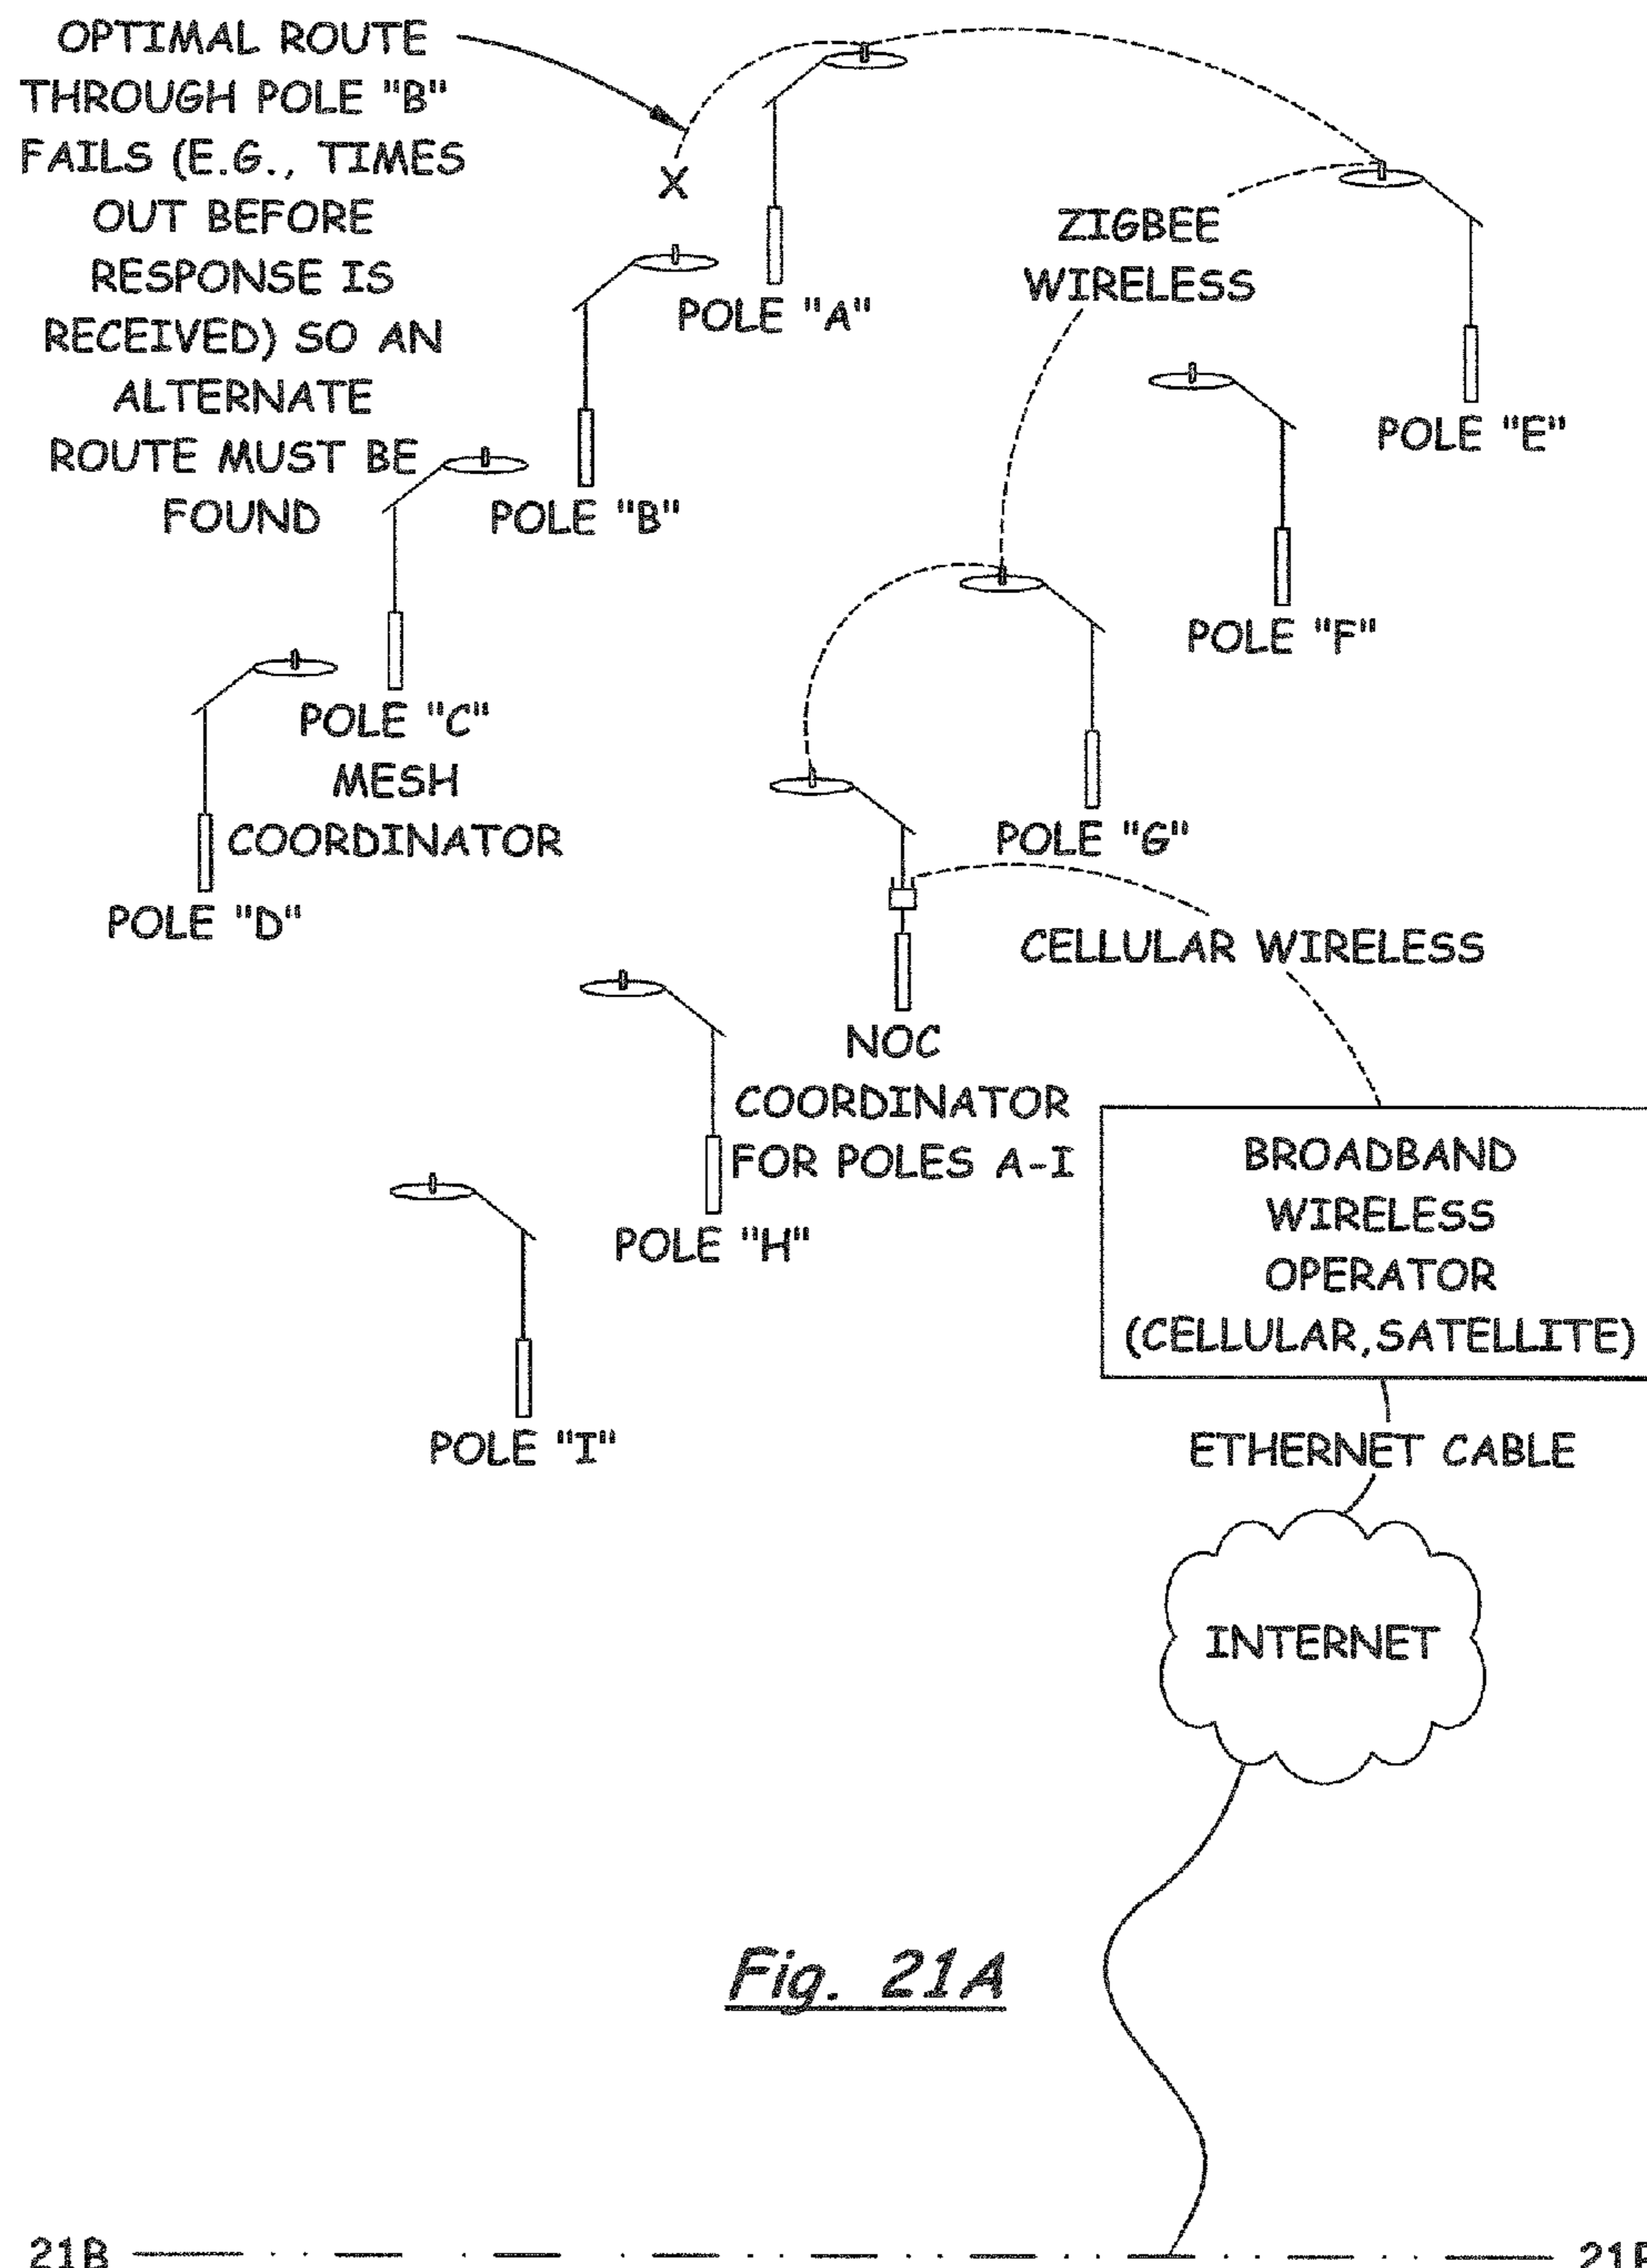 OPTIMAL ROUTE
THROUGH POLE "B"
FAILS (E.G., TIMES
OUT BEFORE
RESPONSE IS
RECEIVED) SO AN
ALTERNATE
ROUTE MUST BE
FOUND
X
POLE "A"
ZIGBEE
WIRELESS
POLE "E"
POLE "B"
POLE "F"
POLE "C"
MESH
COORDINATOR
POLE "G"
POLE "D"
CELLULAR WIRELESS
NOC
COORDINATOR
FOR POLES A-I
POLE "H"
BROADBAND
WIRELESS
OPERATOR
(CELLULAR,SATELLITE)
POLE "I"
ETHERNET CABLE
INTERNET
Fig. 21A
21B
21B